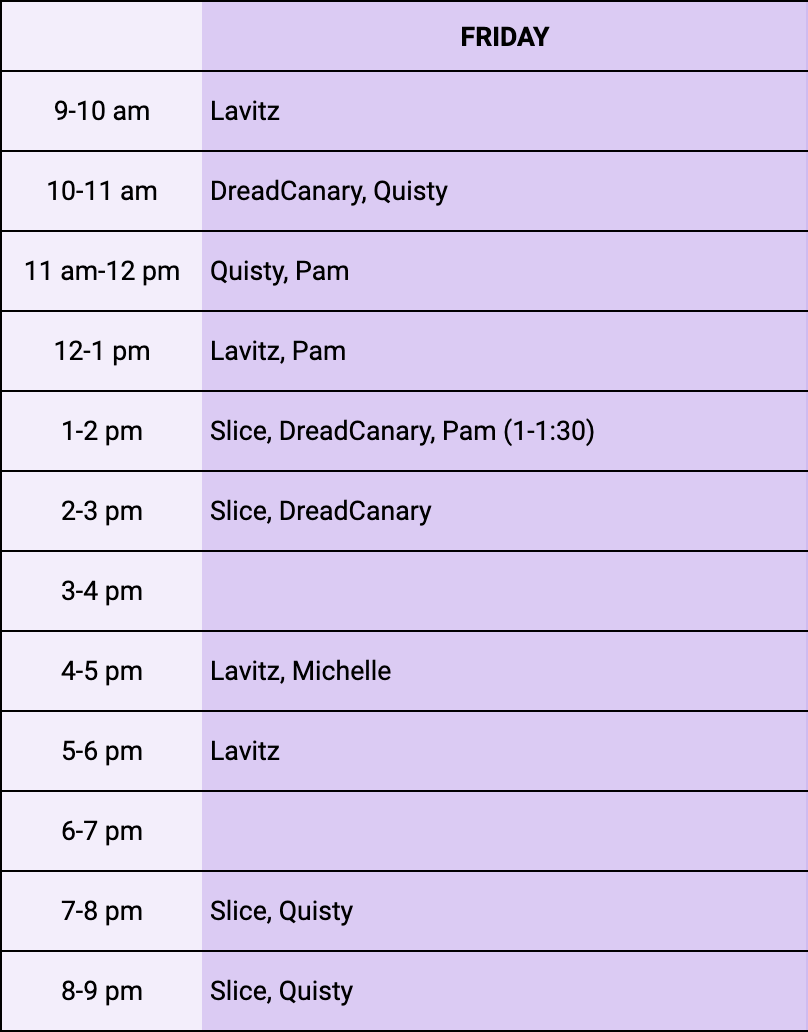 FRIDAY
9-10 am Lavitz
10-11 am DreadCanary, Quisty
11 am-12 pm Quisty, Pam
12-1 pm Lavitz, Pam
1-2 pm Slice, DreadCanary, Pam (1-1:30)
2-3 pm Slice, DreadCanary
3-4 pm
4-5 pm Lavitz, Michelle
5-6 pm Lavitz
6-7 pm
7-8 pm Slice, Quisty
8-9 pm Slice, Quisty